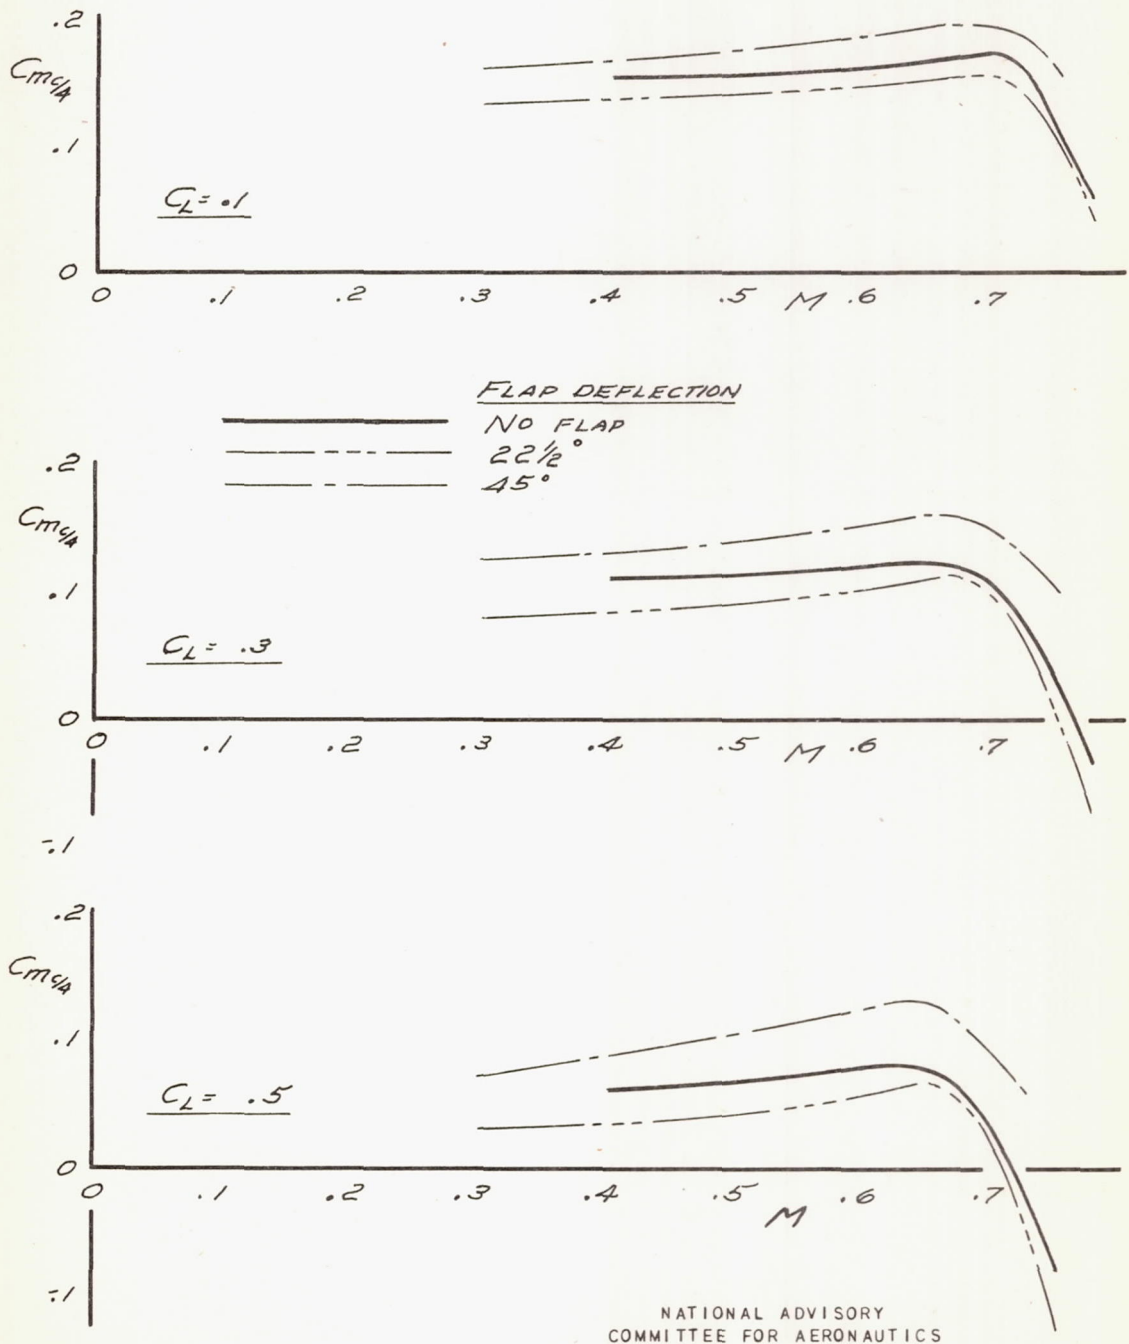 .2
Cmc/4
.1
CL = .1
0
0 .1 .2 .3 .4 .5 M .6 .7
FLAP DEFLECTION
NO FLAP
22 1/2°
45°
.2
Cmc/4
.1
CL = .3
0
0 .1 .2 .3 .4 .5 M .6 .7
-.1
.2
Cmc/4
.1
CL = .5
0
0 .1 .2 .3 .4 .5 .6 .7
M
-.1
NATIONAL ADVISORY
COMMITTEE FOR AERONAUTICS